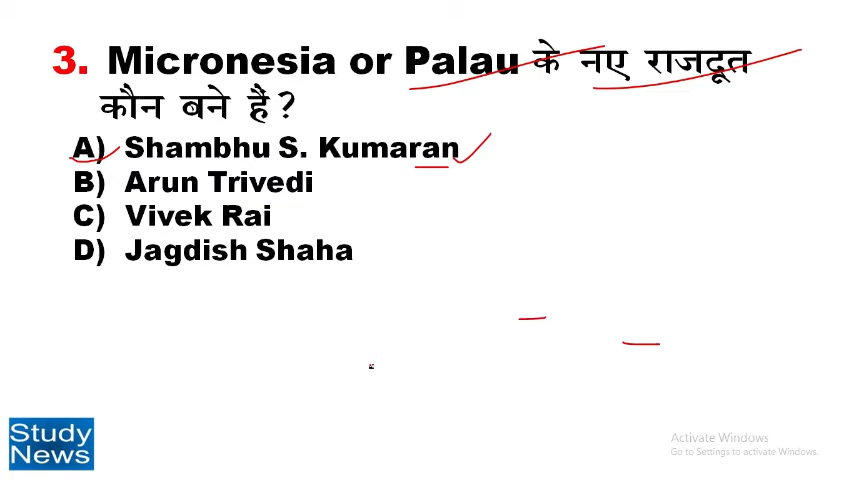 3. Micronesia or Palau के नए राजदूत
कौन बने हैं?
A) Shambhu S. Kumaran
B) Arun Trivedi
C) Vivek Rai
D) Jagdish Shaha
Study
News
Activate Windows
Go to Settings to activate Windows.